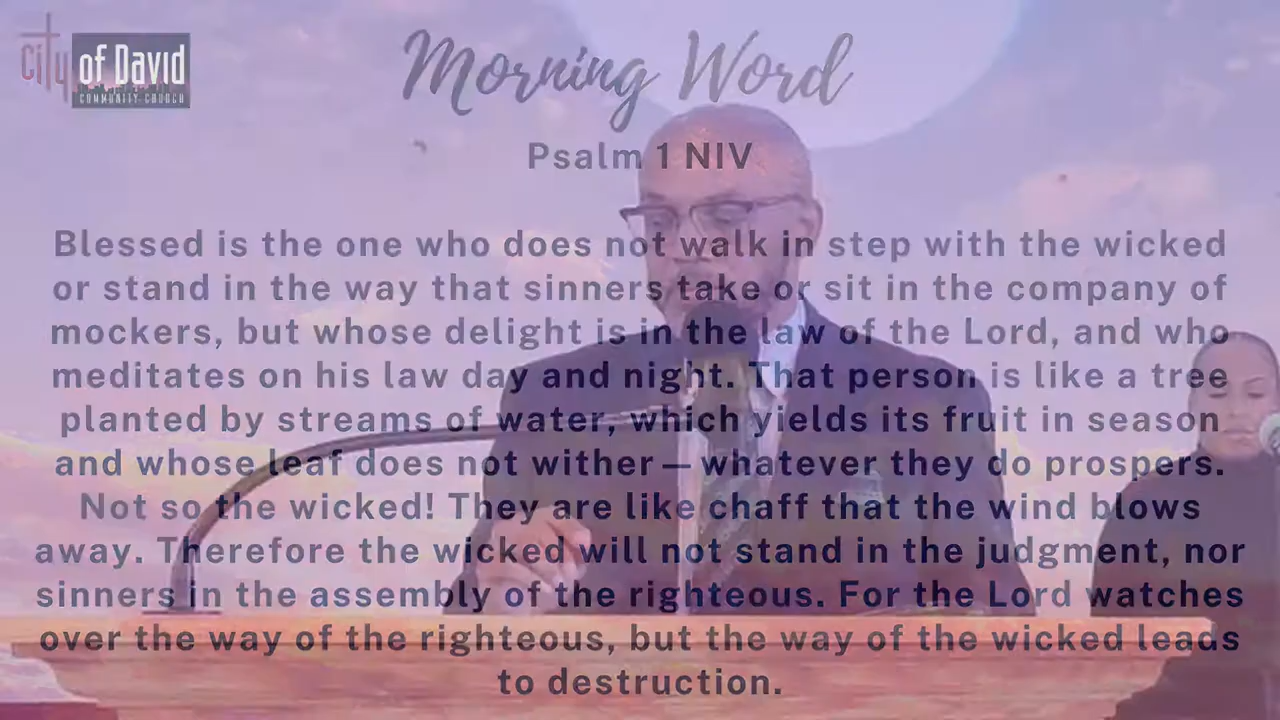 city of David
COMMUNITY CHURCH
Morning Word
Psalm 1 NIV
Blessed is the one who does not walk in step with the wicked
or stand in the way that sinners take or sit in the company of
mockers, but whose delight is in the law of the Lord, and who
meditates on his law day and night. That person is like a tree
planted by streams of water, which yields its fruit in season
and whose leaf does not wither—whatever they do prospers.
Not so the wicked! They are like chaff that the wind blows
away. Therefore the wicked will not stand in the judgment, nor
sinners in the assembly of the righteous. For the Lord watches
over the way of the righteous, but the way of the wicked leads
to destruction.